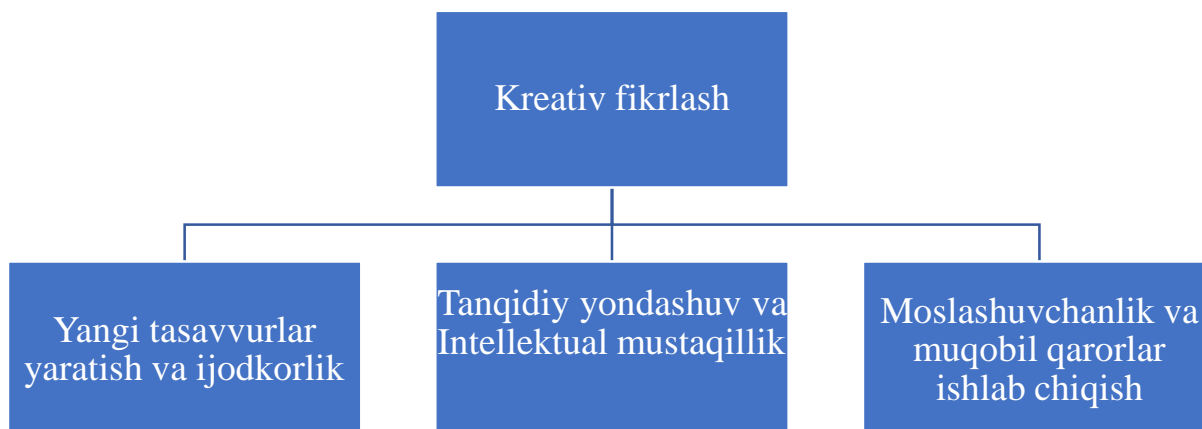 Kreativ fikrlash
Yangi tasavvurlar
yaratish va ijodkorlik
Tanqidiy yondashuv va
Intellektual mustaqillik
Moslashuvchanlik va
muqobil qarorlar
ishlab chiqish